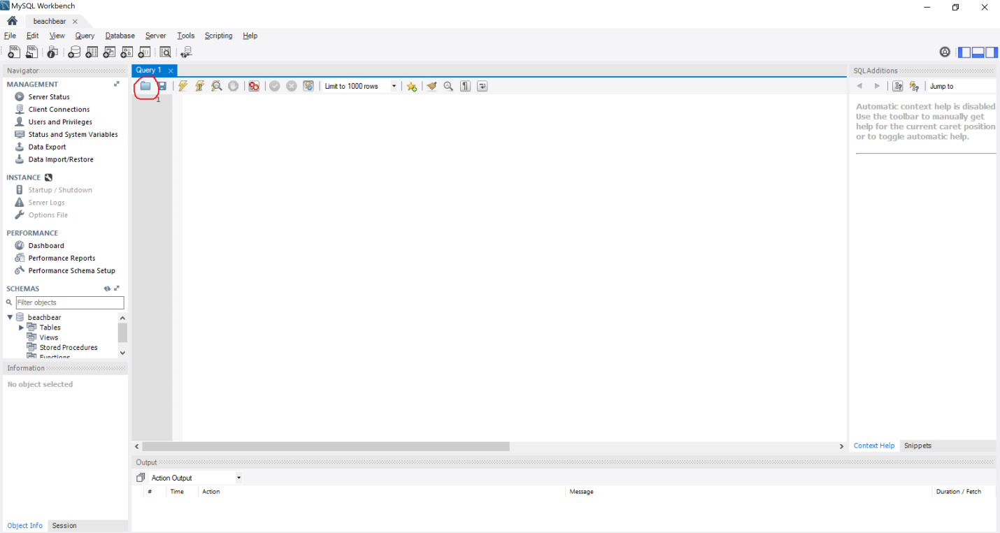 MySQL Workbench
beachbear
File Edit View Query Database Server Tools Scripting Help
Navigator
MANAGEMENT
Server Status
Client Connections
Users and Privileges
Status and System Variables
Data Export
Data Import/Restore
INSTANCE
Startup / Shutdown
Server Logs
Options File
PERFORMANCE
Dashboard
Performance Reports
Performance Schema Setup
SCHEMAS
Filter objects
beachbear
Tables
Views
Stored Procedures
Functions
Information
No object selected
Object Info Session
Query 1
Limit to 1000 rows
1
Output
Action Output
# Time Action Message Duration / Fetch
SQLAdditions
Jump to
Automatic context help is disabled
Use the toolbar to manually get
help for the current caret position
or to toggle automatic help.
Context Help Snippets